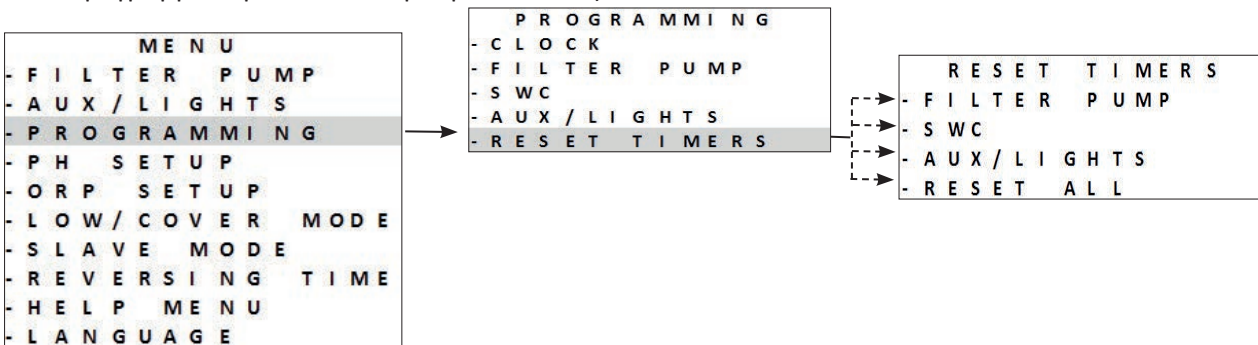 MENU
- FILTER PUMP
- AUX/LIGHTS
- PROGRAMMING
- PH SETUP
- ORP SETUP
- LOW/COVER MODE
- SLAVE MODE
- REVERSING TIME
- HELP MENU
- LANGUAGE
PROGRAMMING
- CLOCK
- FILTER PUMP
- SWC
- AUX/LIGHTS
- RESET TIMERS
RESET TIMERS
- FILTER PUMP
- SWC
- AUX/LIGHTS
- RESET ALL